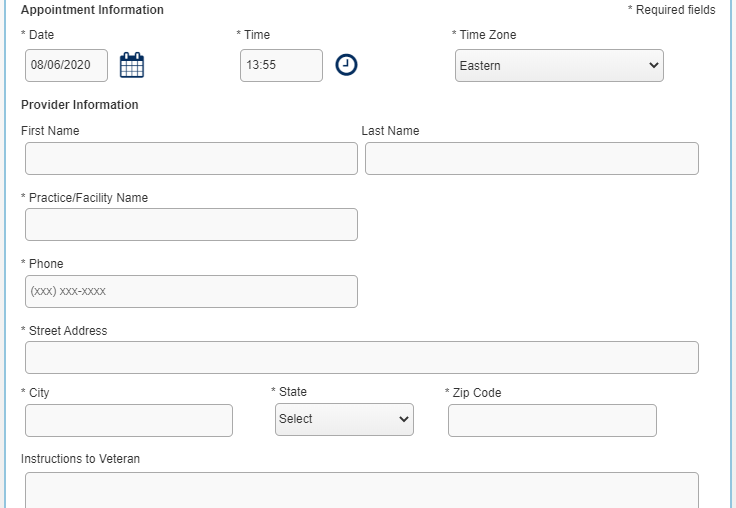 Appointment Information * Required fields
* Date * Time * Time Zone
08/06/2020 13:55 Eastern
Provider Information
First Name Last Name
* Practice/Facility Name
* Phone
(xxx) xxx-xxxx
* Street Address
* City * State * Zip Code
Select
Instructions to Veteran